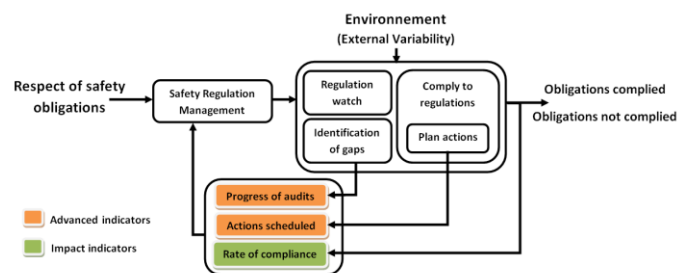 Environnement
(External Variability)
Respect of safety
obligations
Safety Regulation
Management
Regulation
watch
Identification
of gaps
Comply to
regulations
Plan actions
Obligations complied
Obligations not complied
Progress of audits
Actions scheduled
Rate of compliance
Advanced indicators
Impact indicators